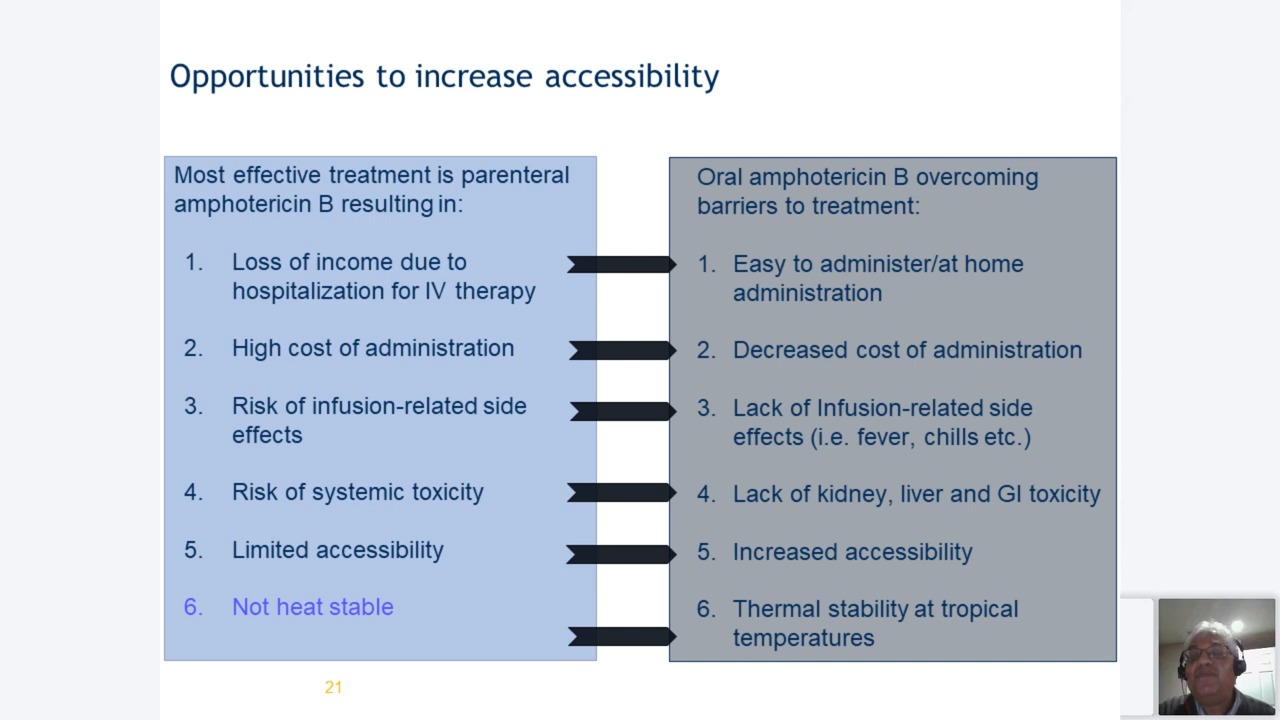 Opportunities to increase accessibility
Most effective treatment is parenteral
amphotericin B resulting in:
1. Loss of income due to
hospitalization for IV therapy
2. High cost of administration
3. Risk of infusion-related side
effects
4. Risk of systemic toxicity
5. Limited accessibility
6. Not heat stable
Oral amphotericin B overcoming
barriers to treatment:
1. Easy to administer/at home
administration
2. Decreased cost of administration
3. Lack of Infusion-related side
effects (i.e. fever, chills etc.)
4. Lack of kidney, liver and GI toxicity
5. Increased accessibility
6. Thermal stability at tropical
temperatures
21